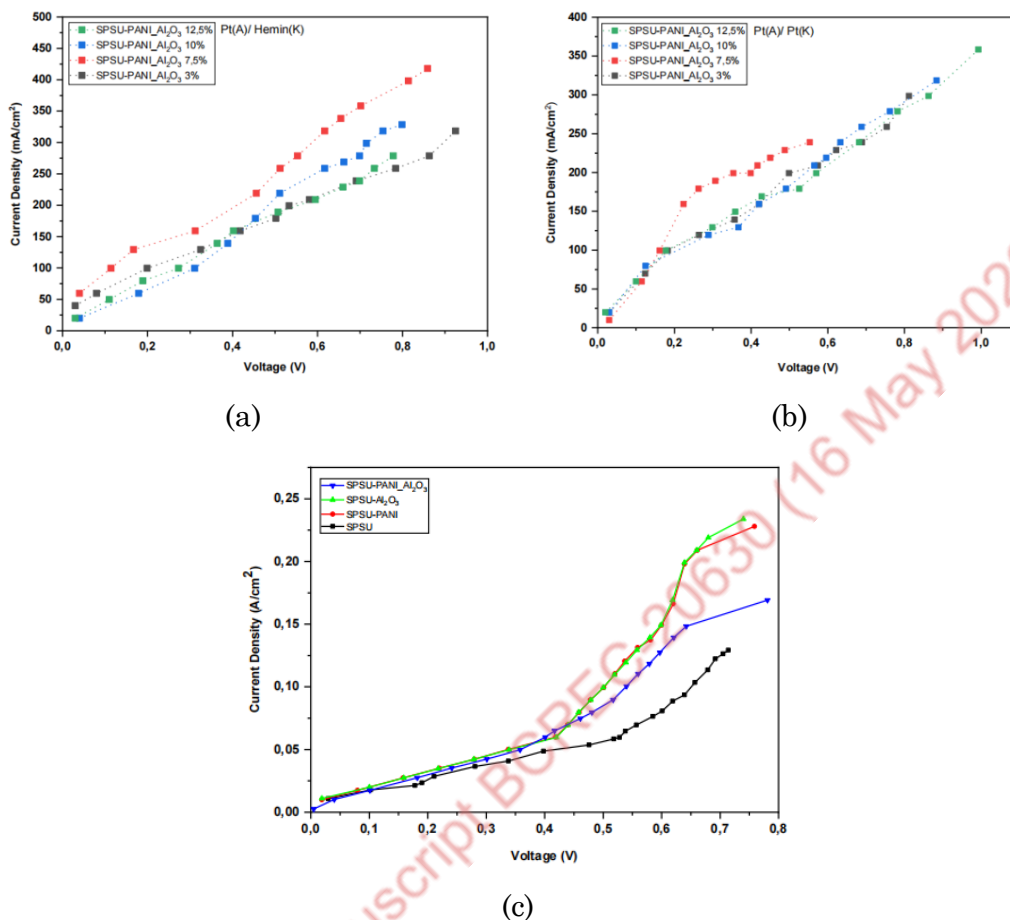 SPSU-PANI_Al₂O₃ 12,5% Pt(A)/ Hemin(K)
SPSU-PANI_Al₂O₃ 10%
SPSU-PANI_Al₂O₃ 7,5%
SPSU-PANI_Al₂O₃ 3%
500
450
400
350
300
250
200
150
100
50
0
Current Density (mA/cm²)
0,0 0,2 0,4 0,6 0,8 1,0
Voltage (V)
(a)
SPSU-PANI_Al₂O₃ 12,5% Pt(A)/ Pt(K)
SPSU-PANI_Al₂O₃ 10%
SPSU-PANI_Al₂O₃ 7,5%
SPSU-PANI_Al₂O₃ 3%
400
350
300
250
200
150
100
50
0
Current Density (mA/cm²)
0,0 0,2 0,4 0,6 0,8 1,0
Voltage (V)
(b)
SPSU-PANI_Al₂O₃
SPSU-Al₂O₃
SPSU-PANI
SPSU
0,25
0,20
0,15
0,10
0,05
0,00
Current Density (A/cm²)
0,0 0,1 0,2 0,3 0,4 0,5 0,6 0,7 0,8
Voltage (V)
(c)
BCREC-20630 (16 May 202